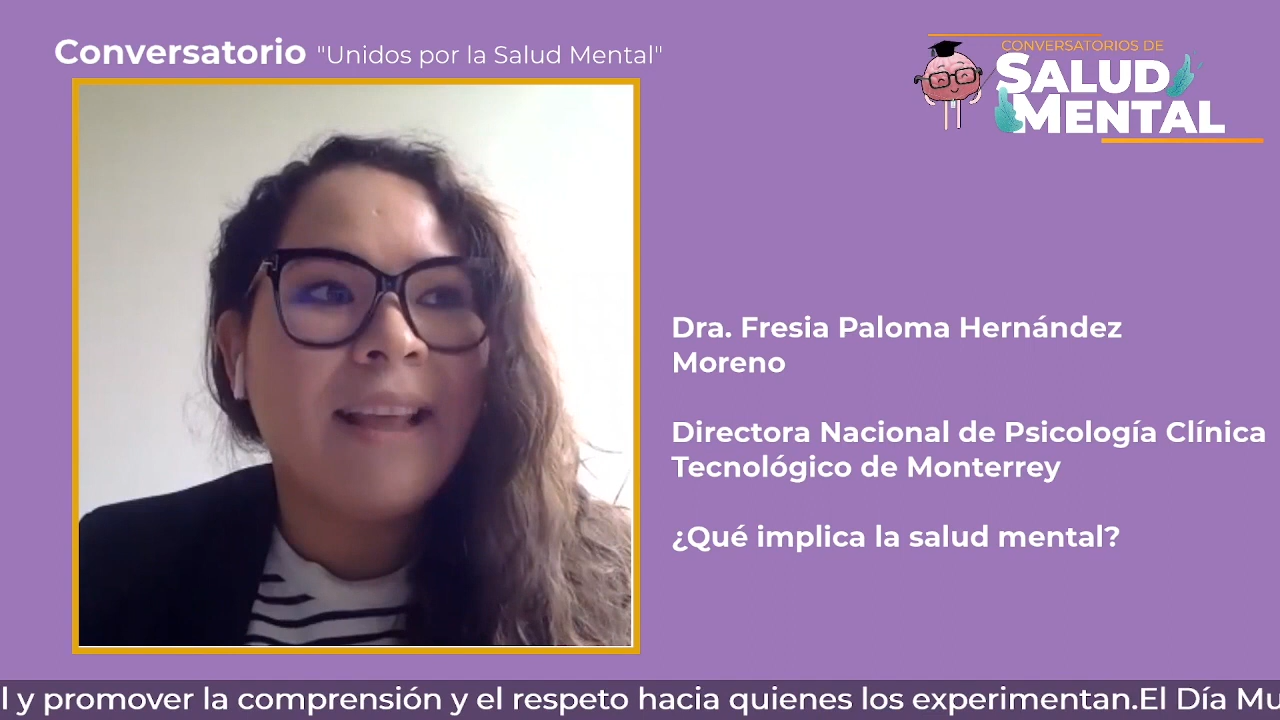 Conversatorio "Unidos por la Salud Mental"
CONVERSATORIOS DE
SALUD
MENTAL
Dra. Fresia Paloma Hernández
Moreno
Directora Nacional de Psicología Clínica
Tecnológico de Monterrey
¿Qué implica la salud mental?
l y promover la comprensión y el respeto hacia quienes los experimentan.El Día Mu